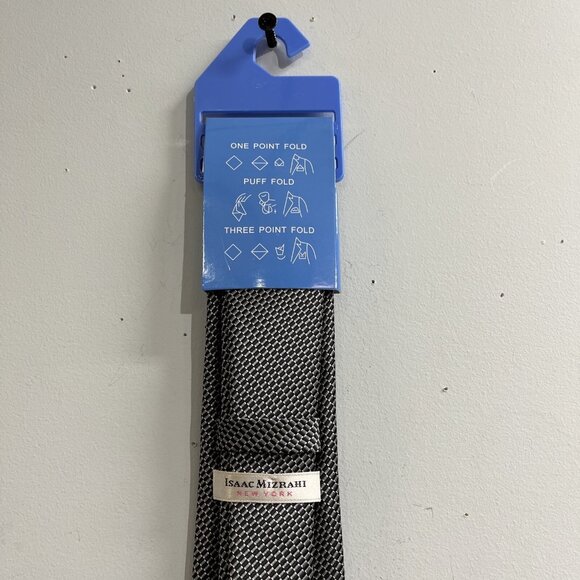 ONE POINT FOLD
PUFF FOLD
THREE POINT FOLD
ISAAC MIZRAHI
NEW YORK